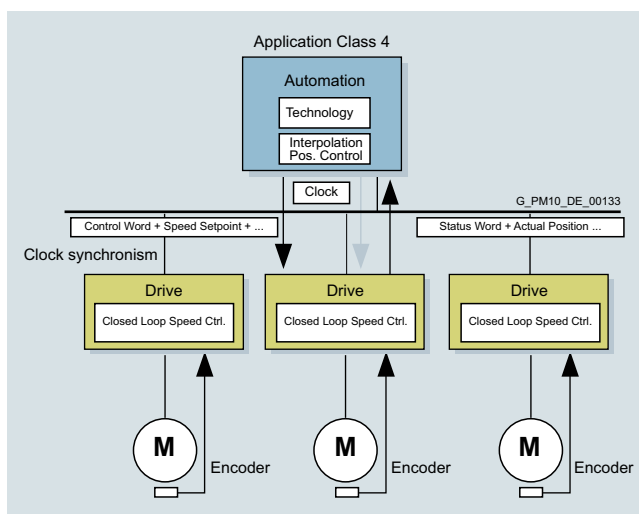 Application Class 4
Automation
Technology
Interpolation
Pos. Control
Clock
G_PM10_DE_00133
Control Word + Speed Setpoint + ...
Status Word + Actual Position ...
Clock synchronism
Drive
Drive
Drive
Closed Loop Speed Ctrl.
Closed Loop Speed Ctrl.
Closed Loop Speed Ctrl.
M
M
M
Encoder
Encoder
Encoder